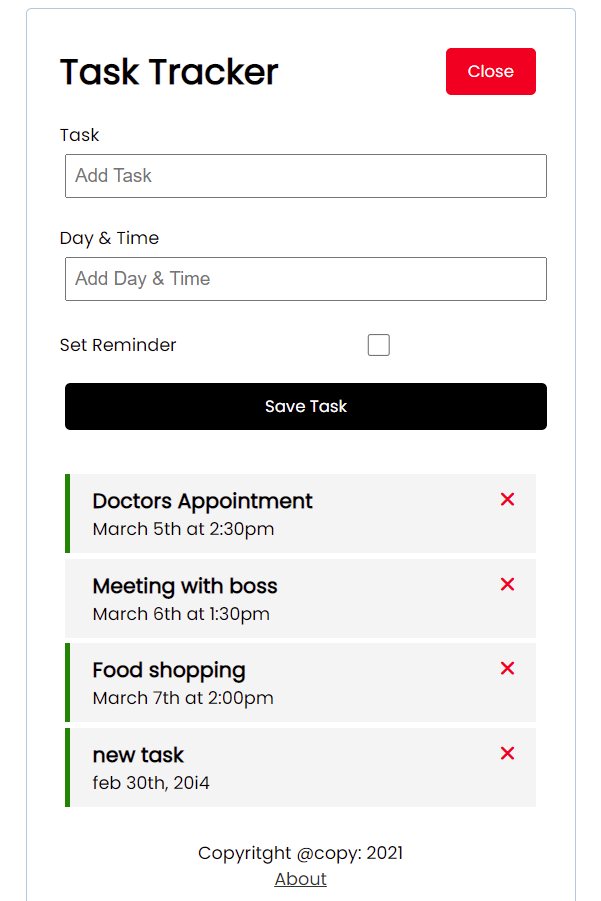 Task Tracker
Close
Task
Add Task
Day & Time
Add Day & Time
Set Reminder
Save Task
Doctors Appointment
March 5th at 2:30pm
Meeting with boss
March 6th at 1:30pm
Food shopping
March 7th at 2:00pm
new task
feb 30th, 20i4
Copyritght @copy: 2021
About